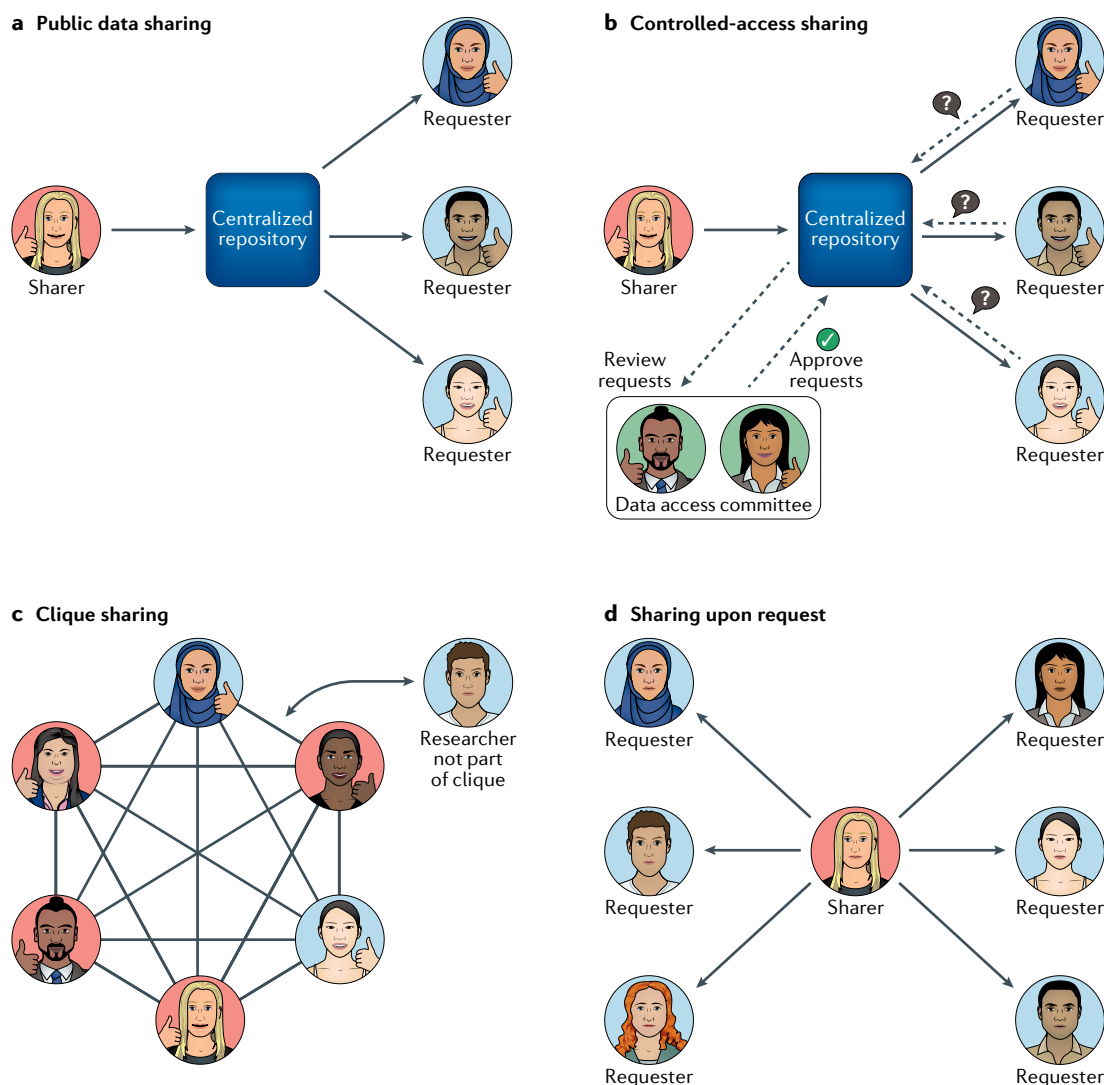 a Public data sharing
Requester
Centralized
repository
Sharer
Requester
Requester
b Controlled-access sharing
?
Requester
?
Centralized
repository
Sharer
Requester
?
Review
requests
✓
Approve
requests
Requester
Data access committee
c Clique sharing
Researcher
not part
of clique
d Sharing upon request
Requester
Requester
Requester
Sharer
Requester
Requester
Requester